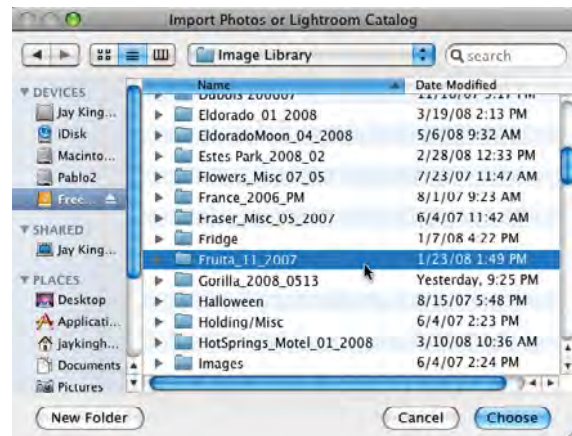 Import Photos or Lightroom Catalog
Image Library
search
Name
Date Modified
DEVICES
Jay King...
iDisk
Macinto...
Pablo2
Free...
SHARED
Jay King...
PLACES
Desktop
Applicati...
jaykingh...
Documents
Pictures
Eldorado_01_2008 3/19/08 2:13 PM
EldoradoMoon_04_2008 5/6/08 9:32 AM
Estes Park_2008_02 2/28/08 12:33 PM
Flowers_Misc 07_05 7/23/07 11:47 AM
France_2006_PM 8/1/07 9:23 AM
Fraser_Misc_05_2007 6/4/07 11:42 AM
Fridge 1/7/08 4:22 PM
Fruita_11_2007 1/23/08 1:49 PM
Gorilla_2008_0513 Yesterday, 9:25 PM
Halloween 8/15/07 5:48 PM
Holding/Misc 6/4/07 2:23 PM
HotSprings_Motel_01_2008 3/10/08 10:36 AM
Images 6/4/07 2:24 PM
New Folder
Cancel
Choose